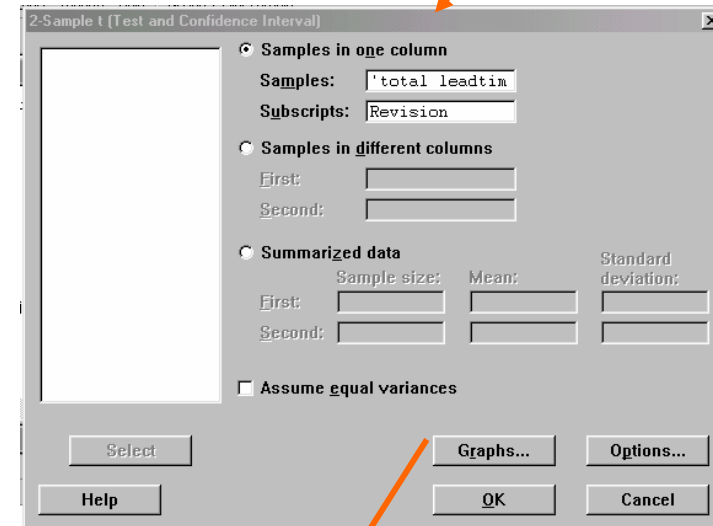 2-Sample t (Test and Confidence Interval)
Samples in one column
Samples: 'total leadtim
Subscripts: Revision
Samples in different columns
First:
Second:
Summarized data
Sample size: Mean: Standard deviation:
First:
Second:
Assume equal variances
Select Graphs... Options...
Help OK Cancel